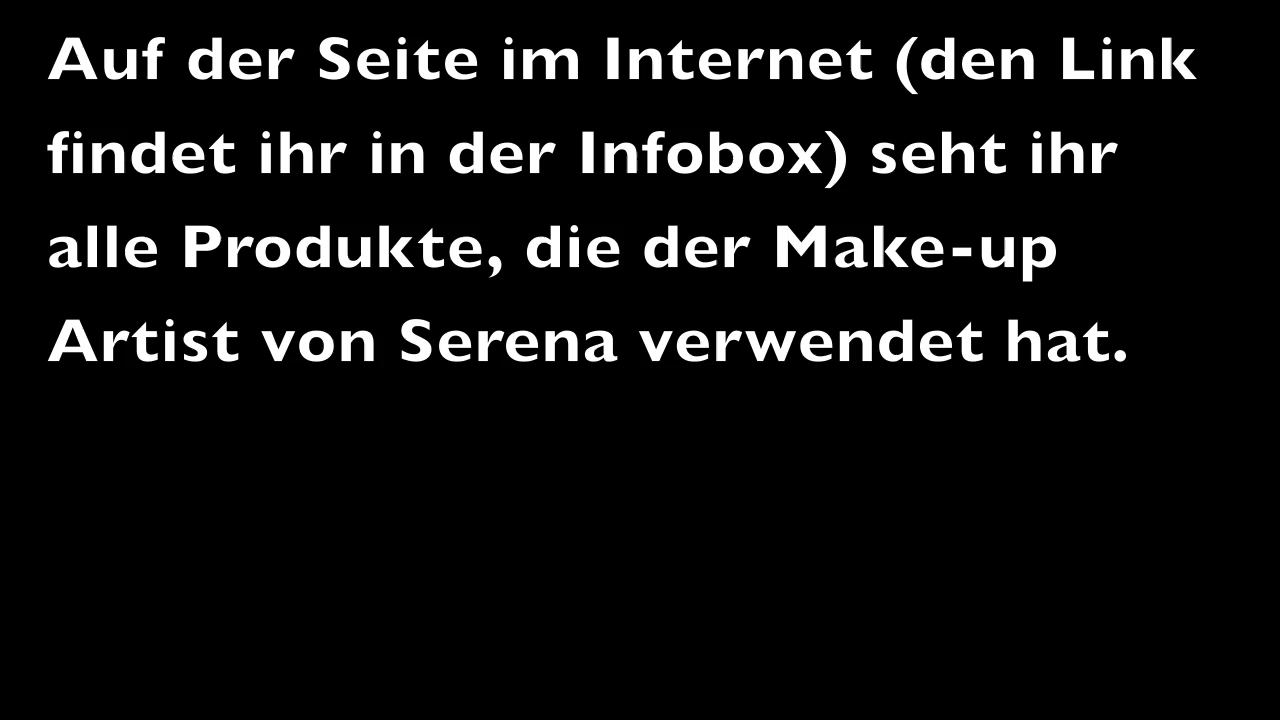 Auf der Seite im Internet (den Link
findet ihr in der Infobox) seht ihr
alle Produkte, die der Make-up
Artist von Serena verwendet hat.